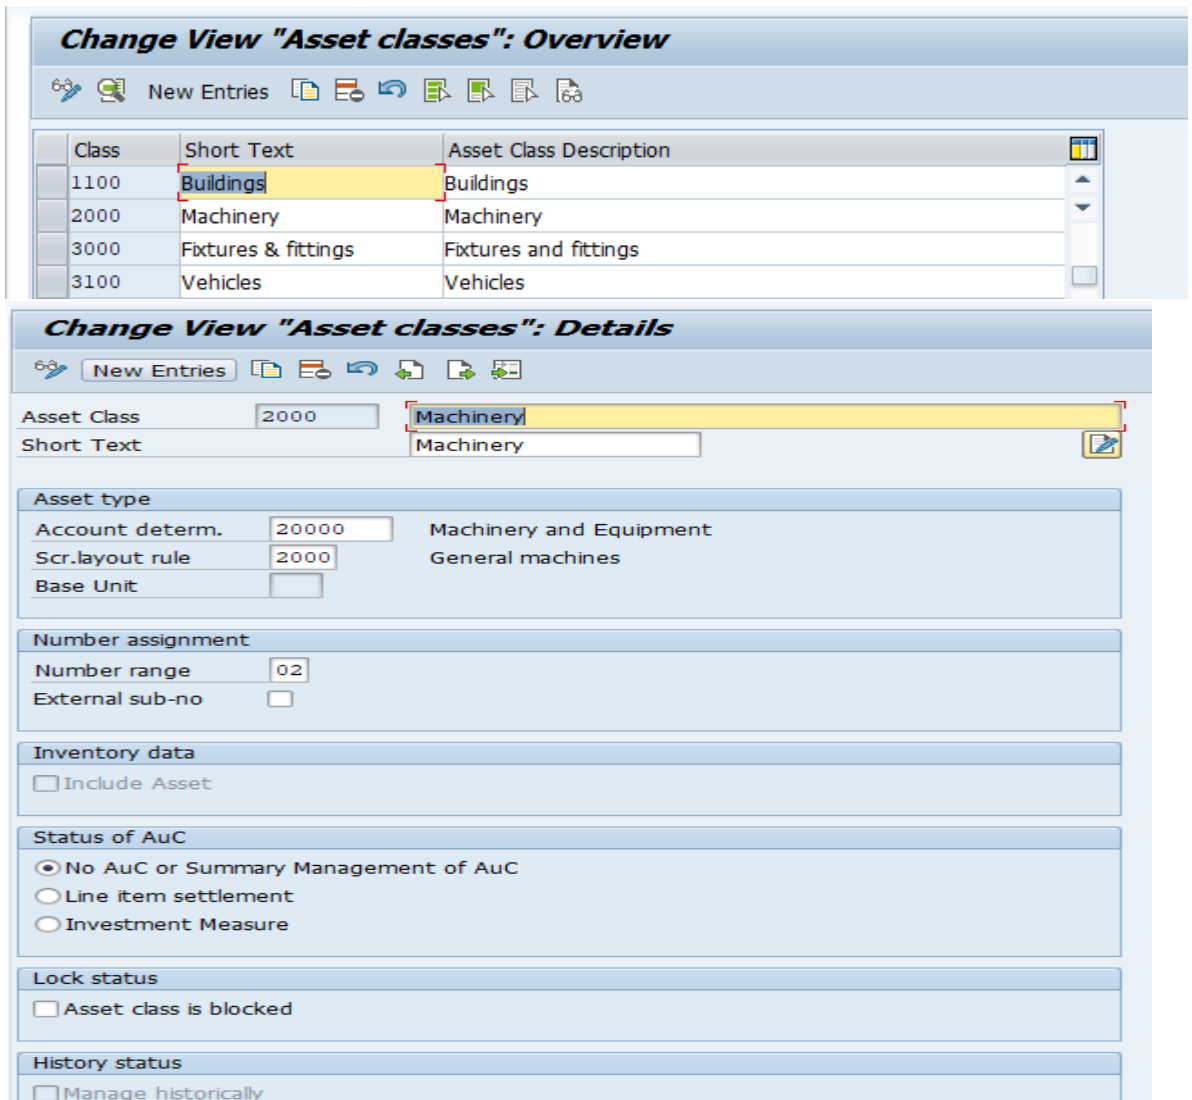 Change View "Asset classes": Overview
New Entries
Class Short Text Asset Class Description
1100 Buildings Buildings
2000 Machinery Machinery
3000 Fixtures & fittings Fixtures and fittings
3100 Vehicles Vehicles
Change View "Asset classes": Details
New Entries
Asset Class 2000 Machinery
Short Text Machinery
Asset type
Account determ. 20000 Machinery and Equipment
Scr.layout rule 2000 General machines
Base Unit
Number assignment
Number range 02
External sub-no
Inventory data
Include Asset
Status of AuC
No AuC or Summary Management of AuC
Line item settlement
Investment Measure
Lock status
Asset class is blocked
History status
Manage historically